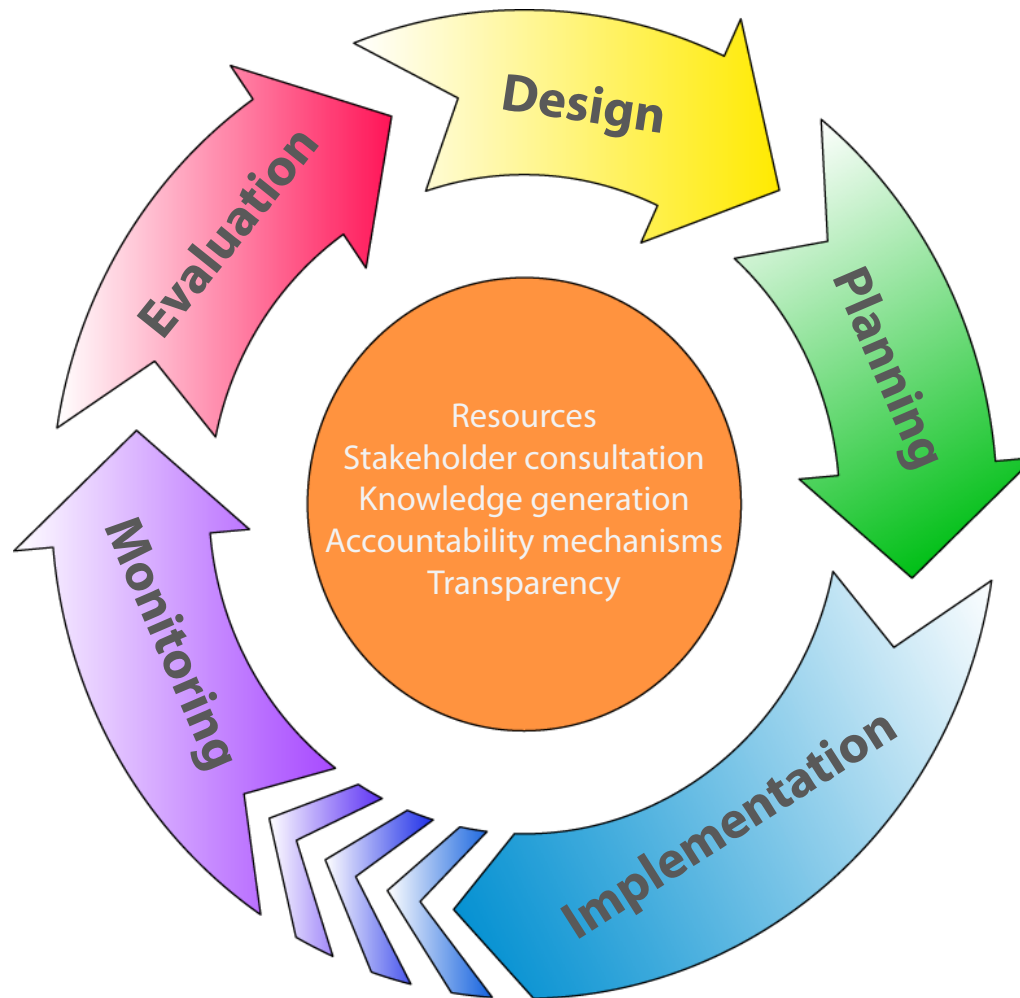 Design
Planning
Implementation
Monitoring
Evaluation
Resources
Stakeholder consultation
Knowledge generation
Accountability mechanisms
Transparency